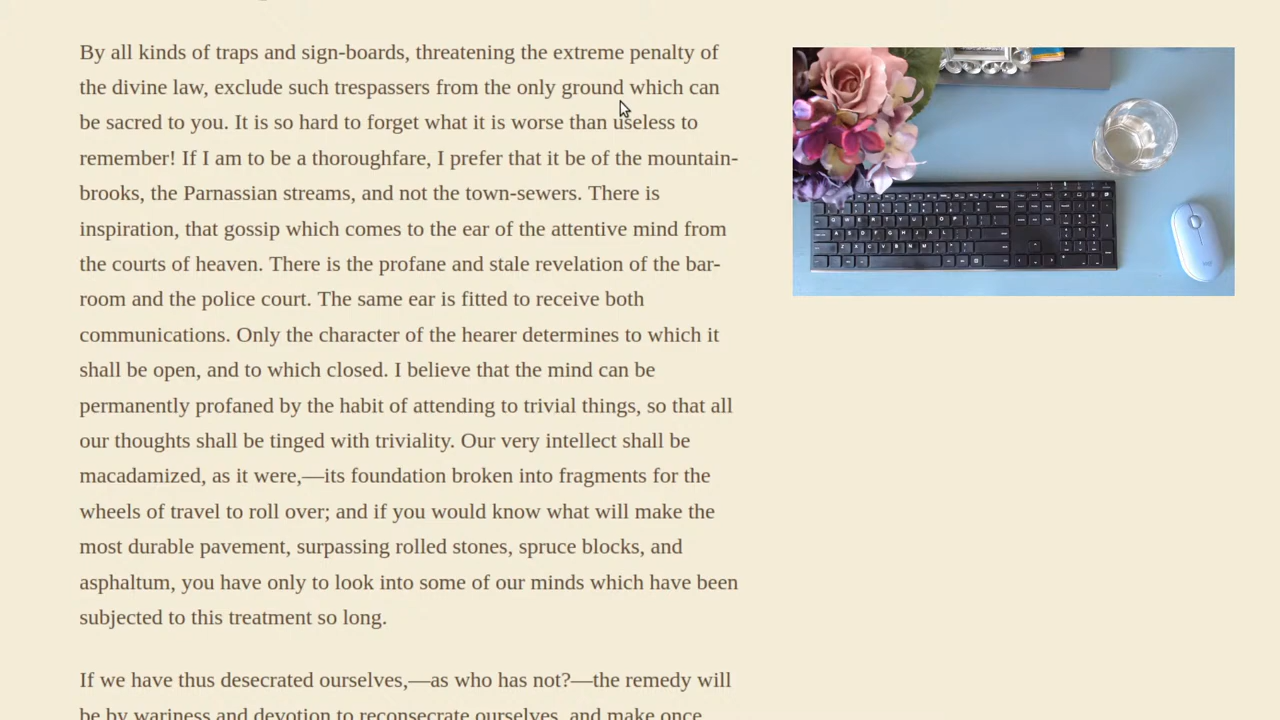 By all kinds of traps and sign-boards, threatening the extreme penalty of
the divine law, exclude such trespassers from the only ground which can
be sacred to you. It is so hard to forget what it is worse than useless to
remember! If I am to be a thoroughfare, I prefer that it be of the mountain-
brooks, the Parnassian streams, and not the town-sewers. There is
inspiration, that gossip which comes to the ear of the attentive mind from
the courts of heaven. There is the profane and stale revelation of the bar-
room and the police court. The same ear is fitted to receive both
communications. Only the character of the hearer determines to which it
shall be open, and to which closed. I believe that the mind can be
permanently profaned by the habit of attending to trivial things, so that all
our thoughts shall be tinged with triviality. Our very intellect shall be
macadamized, as it were,—its foundation broken into fragments for the
wheels of travel to roll over; and if you would know what will make the
most durable pavement, surpassing rolled stones, spruce blocks, and
asphaltum, you have only to look into some of our minds which have been
subjected to this treatment so long.
If we have thus desecrated ourselves,—as who has not?—the remedy will
be by wariness and devotion to reconsecrate ourselves, and make once